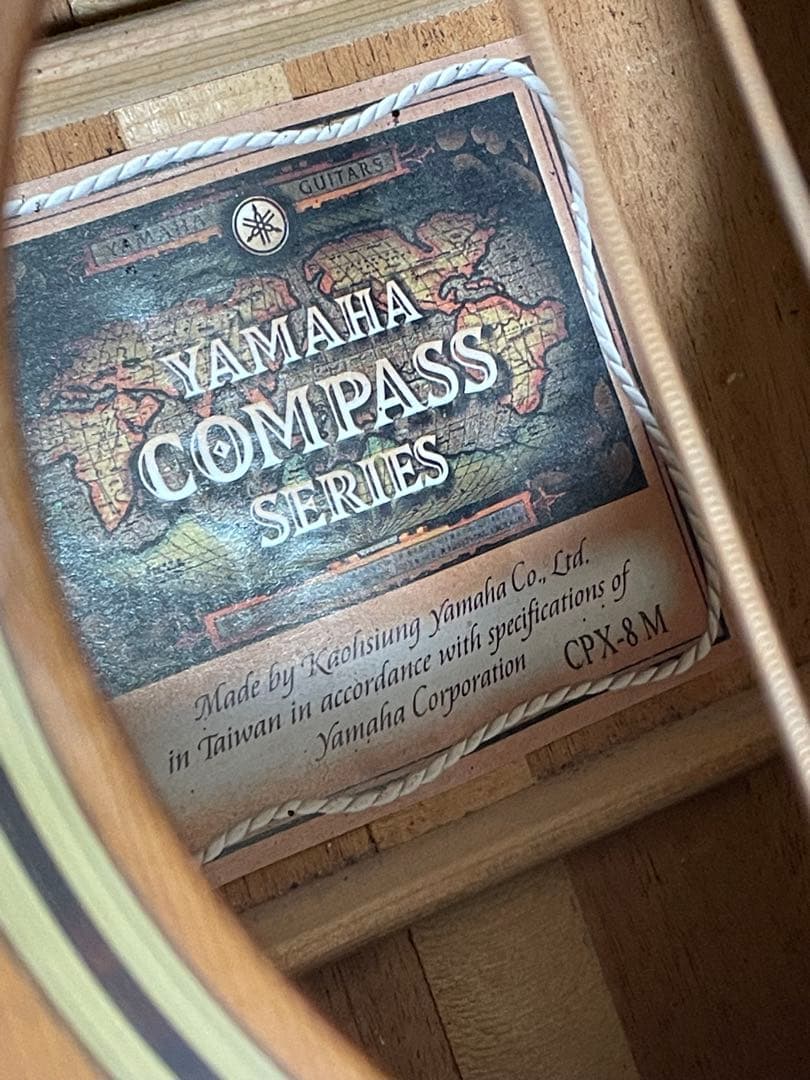 YAMAHA GUITARS
YAMAHA
COMPASS
SERIES
Made by Kaohsiung Yamaha Co., Ltd.
in Taiwan in accordance with specifications of
Yamaha Corporation CPX-8 M